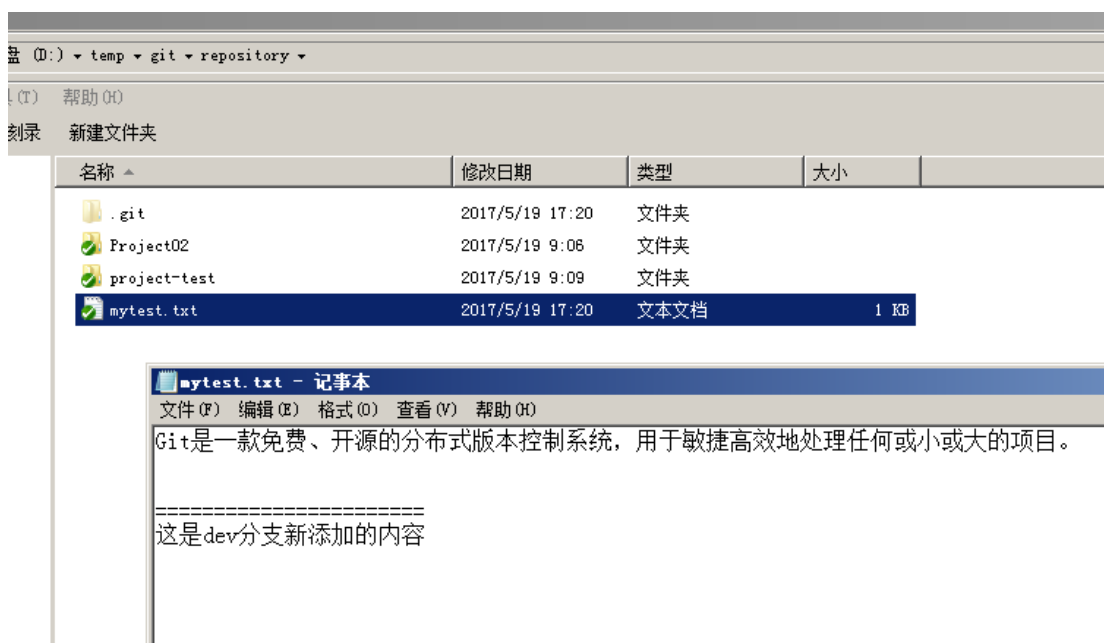 盘 (D:) ▾ temp ▾ git ▾ repository ▾
(T) 帮助(H)
刻录 新建文件夹
名称 修改日期 类型 大小
.git 2017/5/19 17:20 文件夹
Project02 2017/5/19 9:06 文件夹
project-test 2017/5/19 9:09 文件夹
mytest.txt 2017/5/19 17:20 文本文档 1 KB
mytest.txt - 记事本
文件(F) 编辑(E) 格式(O) 查看(V) 帮助(H)
Git是一款免费、开源的分布式版本控制系统，用于敏捷高效地处理任何或小或大的项目。
=======================
这是dev分支新添加的内容